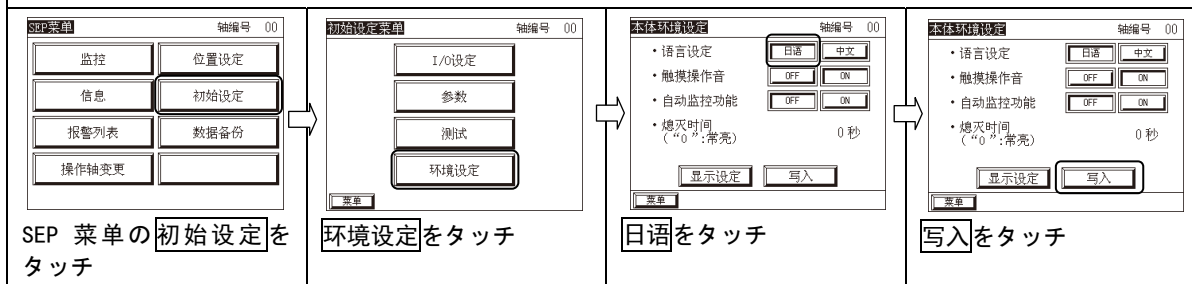 SEP菜单 轴编号 00
监控 位置设定
信息 初始设定
报警列表 数据备份
操作轴变更
SEP 菜单の初始设定を
タッチ
初始设定菜单 轴编号 00
I/O设定
参数
测试
环境设定
菜单
环境设定をタッチ
本体环境设定 轴编号 00
・语言设定 日语 中文
・触摸操作音 OFF ON
・自动监控功能 OFF ON
・熄灭时间
(“0”:常亮) 0 秒
显示设定 写入
菜单
日语をタッチ
本体环境设定 轴编号 00
・语言设定 日语 中文
・触摸操作音 OFF ON
・自动监控功能 OFF ON
・熄灭时间
(“0”:常亮) 0 秒
显示设定 写入
菜单
写入をタッチ